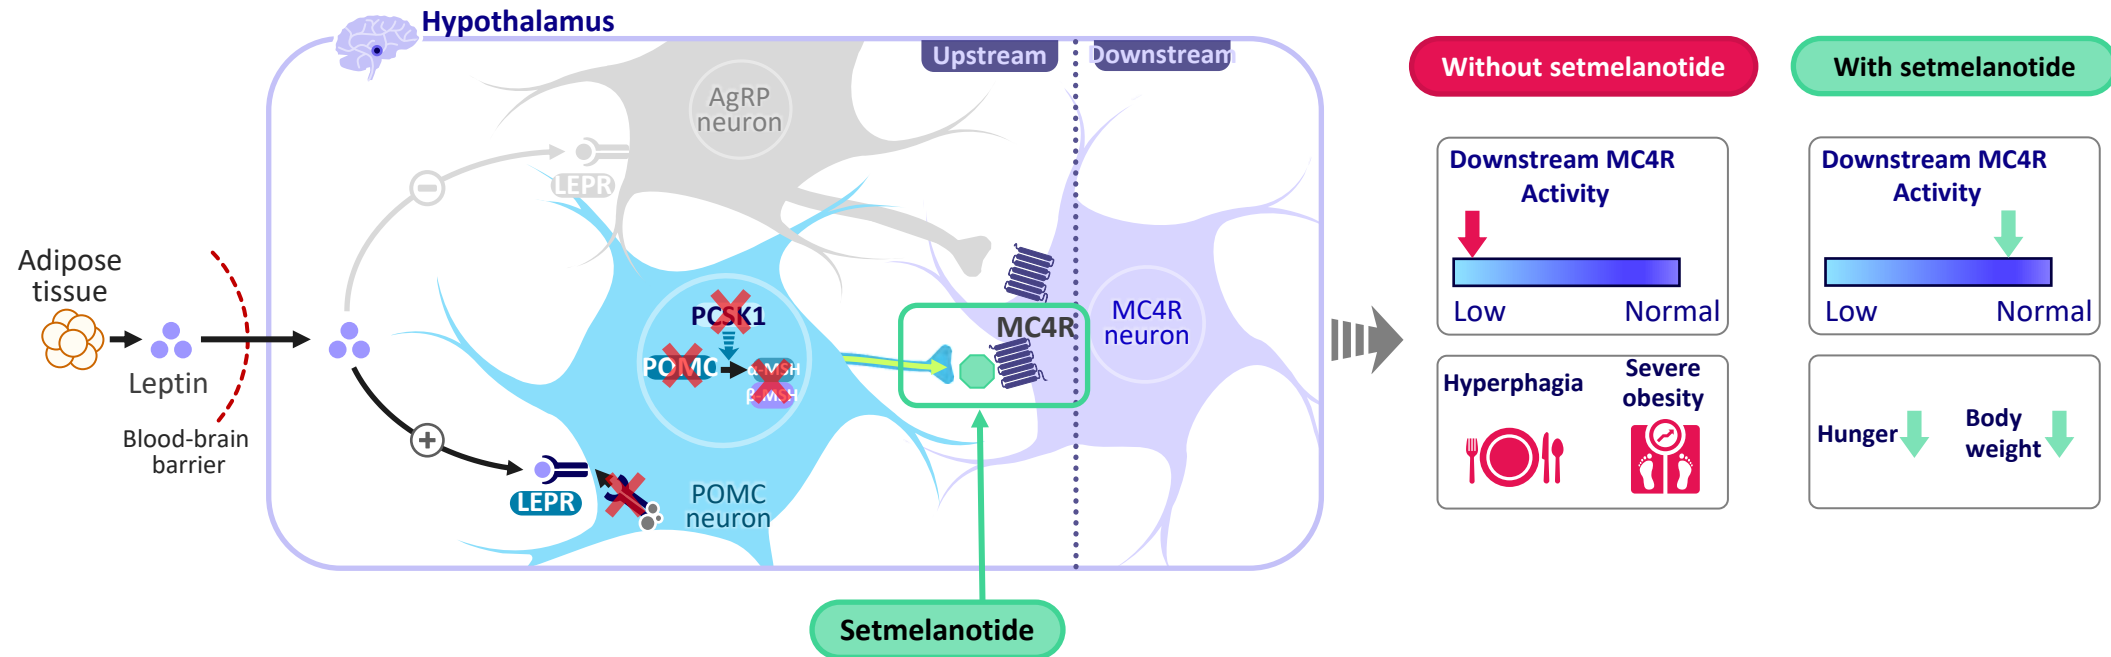 Hypothalamus
Upstream
Downstream
AgRP
neuron
LEPR
Adipose
tissue
Leptin
Blood-brain
barrier
PCSK1
POMC
α-MSH
β-MSH
LEPR
POMC
neuron
MC4R
MC4R
neuron
Setmelanotide
Without setmelanotide
Downstream MC4R
Activity
Low
Normal
Hyperphagia
Severe
obesity
With setmelanotide
Downstream MC4R
Activity
Low
Normal
Hunger
Body
weight